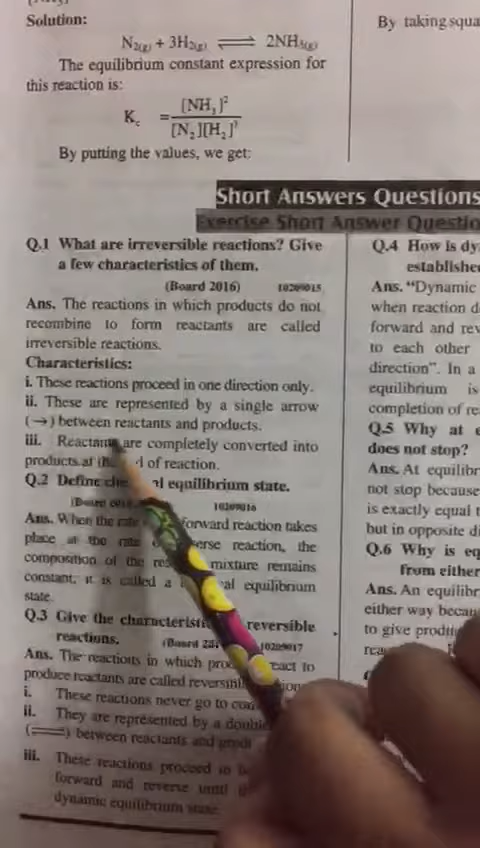 Solution:
N₂(g) + 3H₂(g) ⇌ 2NH₃(g)
The equilibrium constant expression for
this reaction is:
K_c = [NH₃]² / [N₂][H₂]³
By putting the values, we get:
By taking squa
Short Answers Questions
Exercise Short Answer Questio
Q.1 What are irreversible reactions? Give
a few characteristics of them.
(Board 2016) 10209015
Ans. The reactions in which products do not
recombine to form reactants are called
irreversible reactions.
Characteristics:
i. These reactions proceed in one direction only.
ii. These are represented by a single arrow
(→) between reactants and products.
iii. Reactants are completely converted into
products at d of reaction.
Q.2 Define al equilibrium state.
10209016
Ans. When the rate forward reaction takes
place at the rate erse reaction, the
composition of the mixture remains
constant, it is called a al equilibrium
state.
Q.3 Give the reversible
reactions. (Board 10209017
Ans. The reactions in which eact to
produce reactants are called
i. These reactions never go to
ii. They are represented by a double
(⇌) between reactants and
iii. These reactions proceed in
forward and reverse until
dynamic equilibrium state.
Q.4 How is dy
establishe
Ans. "Dynamic
when reaction d
forward and rev
to each other
direction". In a
equilibrium is
completion of re
Q.5 Why at e
does not stop?
Ans. At equilibr
not stop because
is exactly equal t
but in opposite di
Q.6 Why is eq
from either
Ans. An equilibr
either way becau
to give
rea